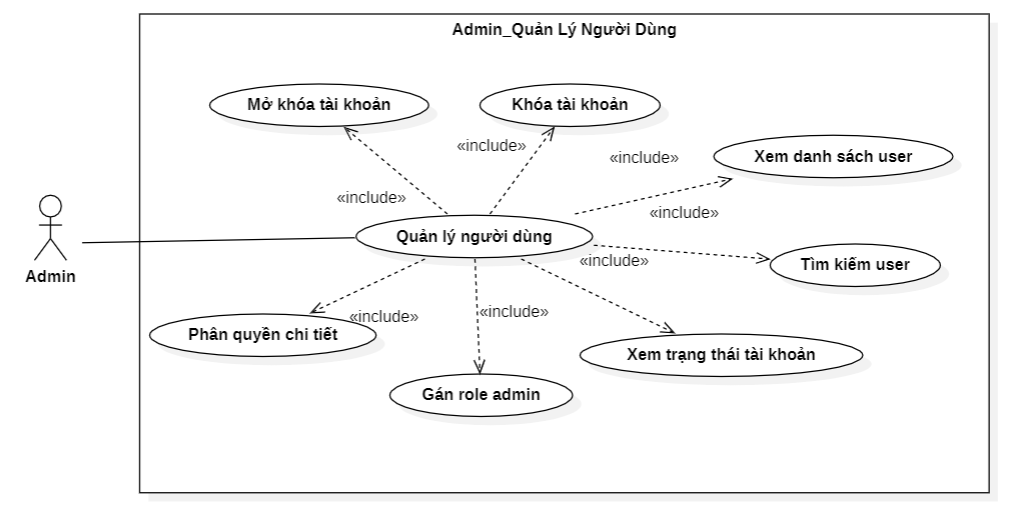 Admin_Quản Lý Người Dùng
Mở khóa tài khoản
Khóa tài khoản
«include»
«include»
Xem danh sách user
«include»
«include»
Quản lý người dùng
«include»
Tìm kiếm user
Admin
«include»
«include»
Phân quyền chi tiết
Xem trạng thái tài khoản
Gán role admin